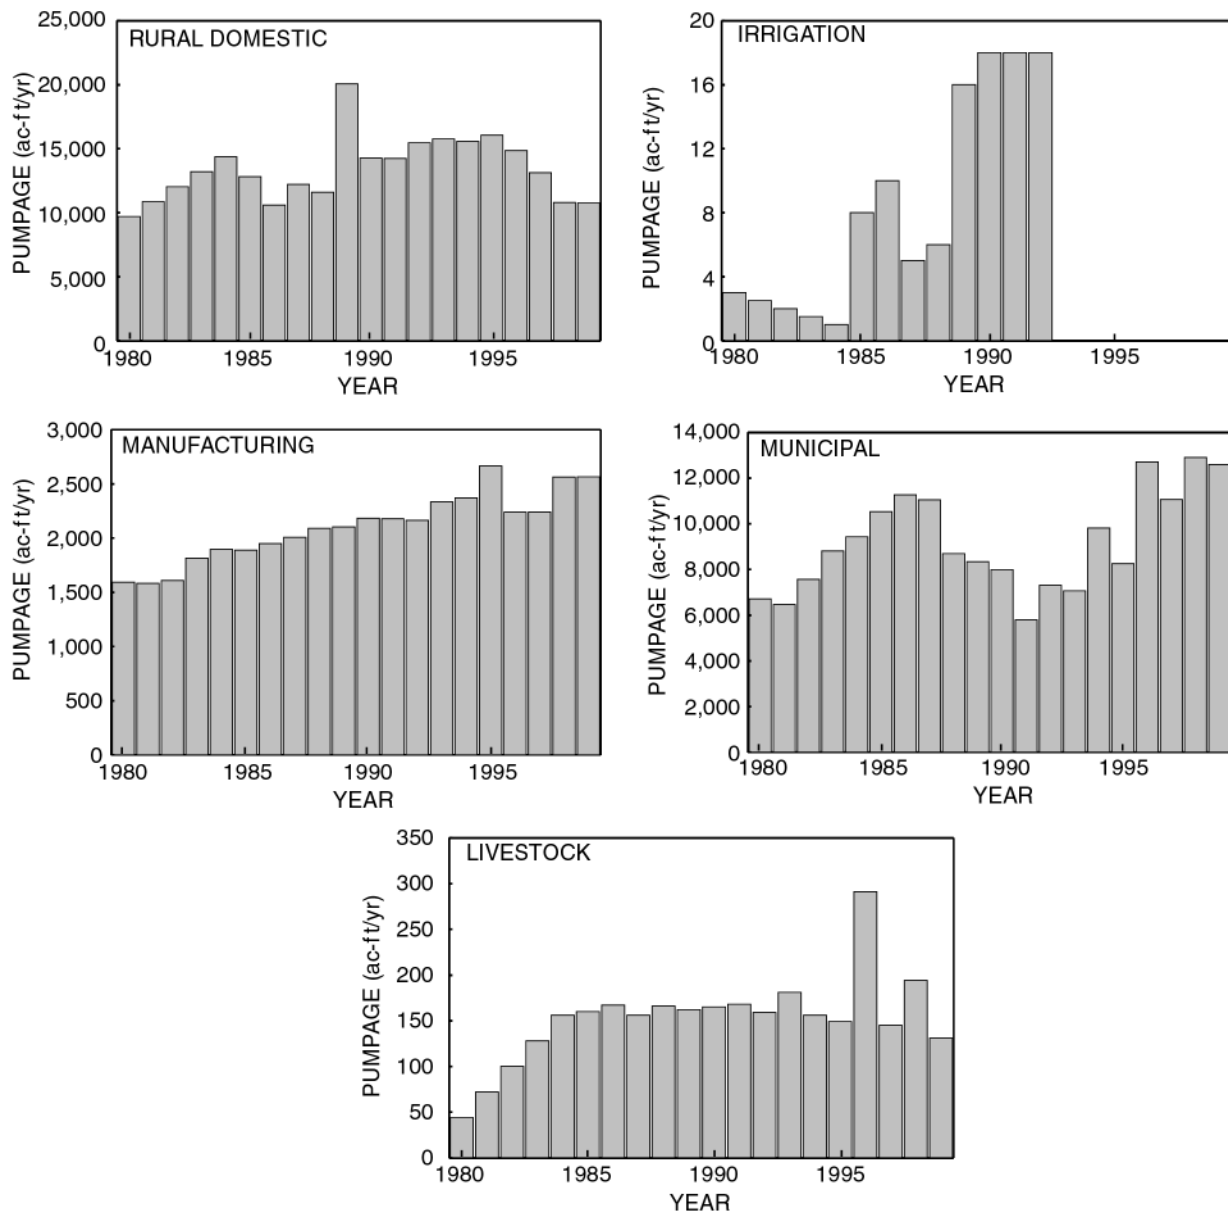 RURAL DOMESTIC
PUMPAGE (ac-ft/yr)
25,000
20,000
15,000
10,000
5,000
0
1980 1985 1990 1995
YEAR
IRRIGATION
PUMPAGE (ac-ft/yr)
20
16
12
8
4
0
1980 1985 1990 1995
YEAR
MANUFACTURING
PUMPAGE (ac-ft/yr)
3,000
2,500
2,000
1,500
1,000
500
0
1980 1985 1990 1995
YEAR
MUNICIPAL
PUMPAGE (ac-ft/yr)
14,000
12,000
10,000
8,000
6,000
4,000
2,000
0
1980 1985 1990 1995
YEAR
LIVESTOCK
PUMPAGE (ac-ft/yr)
350
300
250
200
150
100
50
0
1980 1985 1990 1995
YEAR